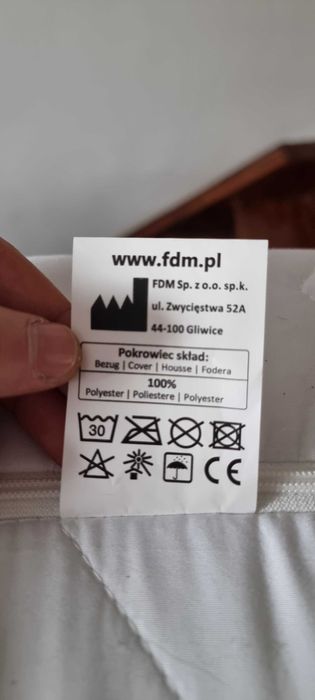 www.fdm.pl
FDM Sp. z o.o. sp.k.
ul. Zwycięstwa 52A
44-100 Gliwice
Pokrowiec skład:
Bezug | Cover | Housse | Fodera
100%
Polyester | Poliestere | Polyester
30
CE